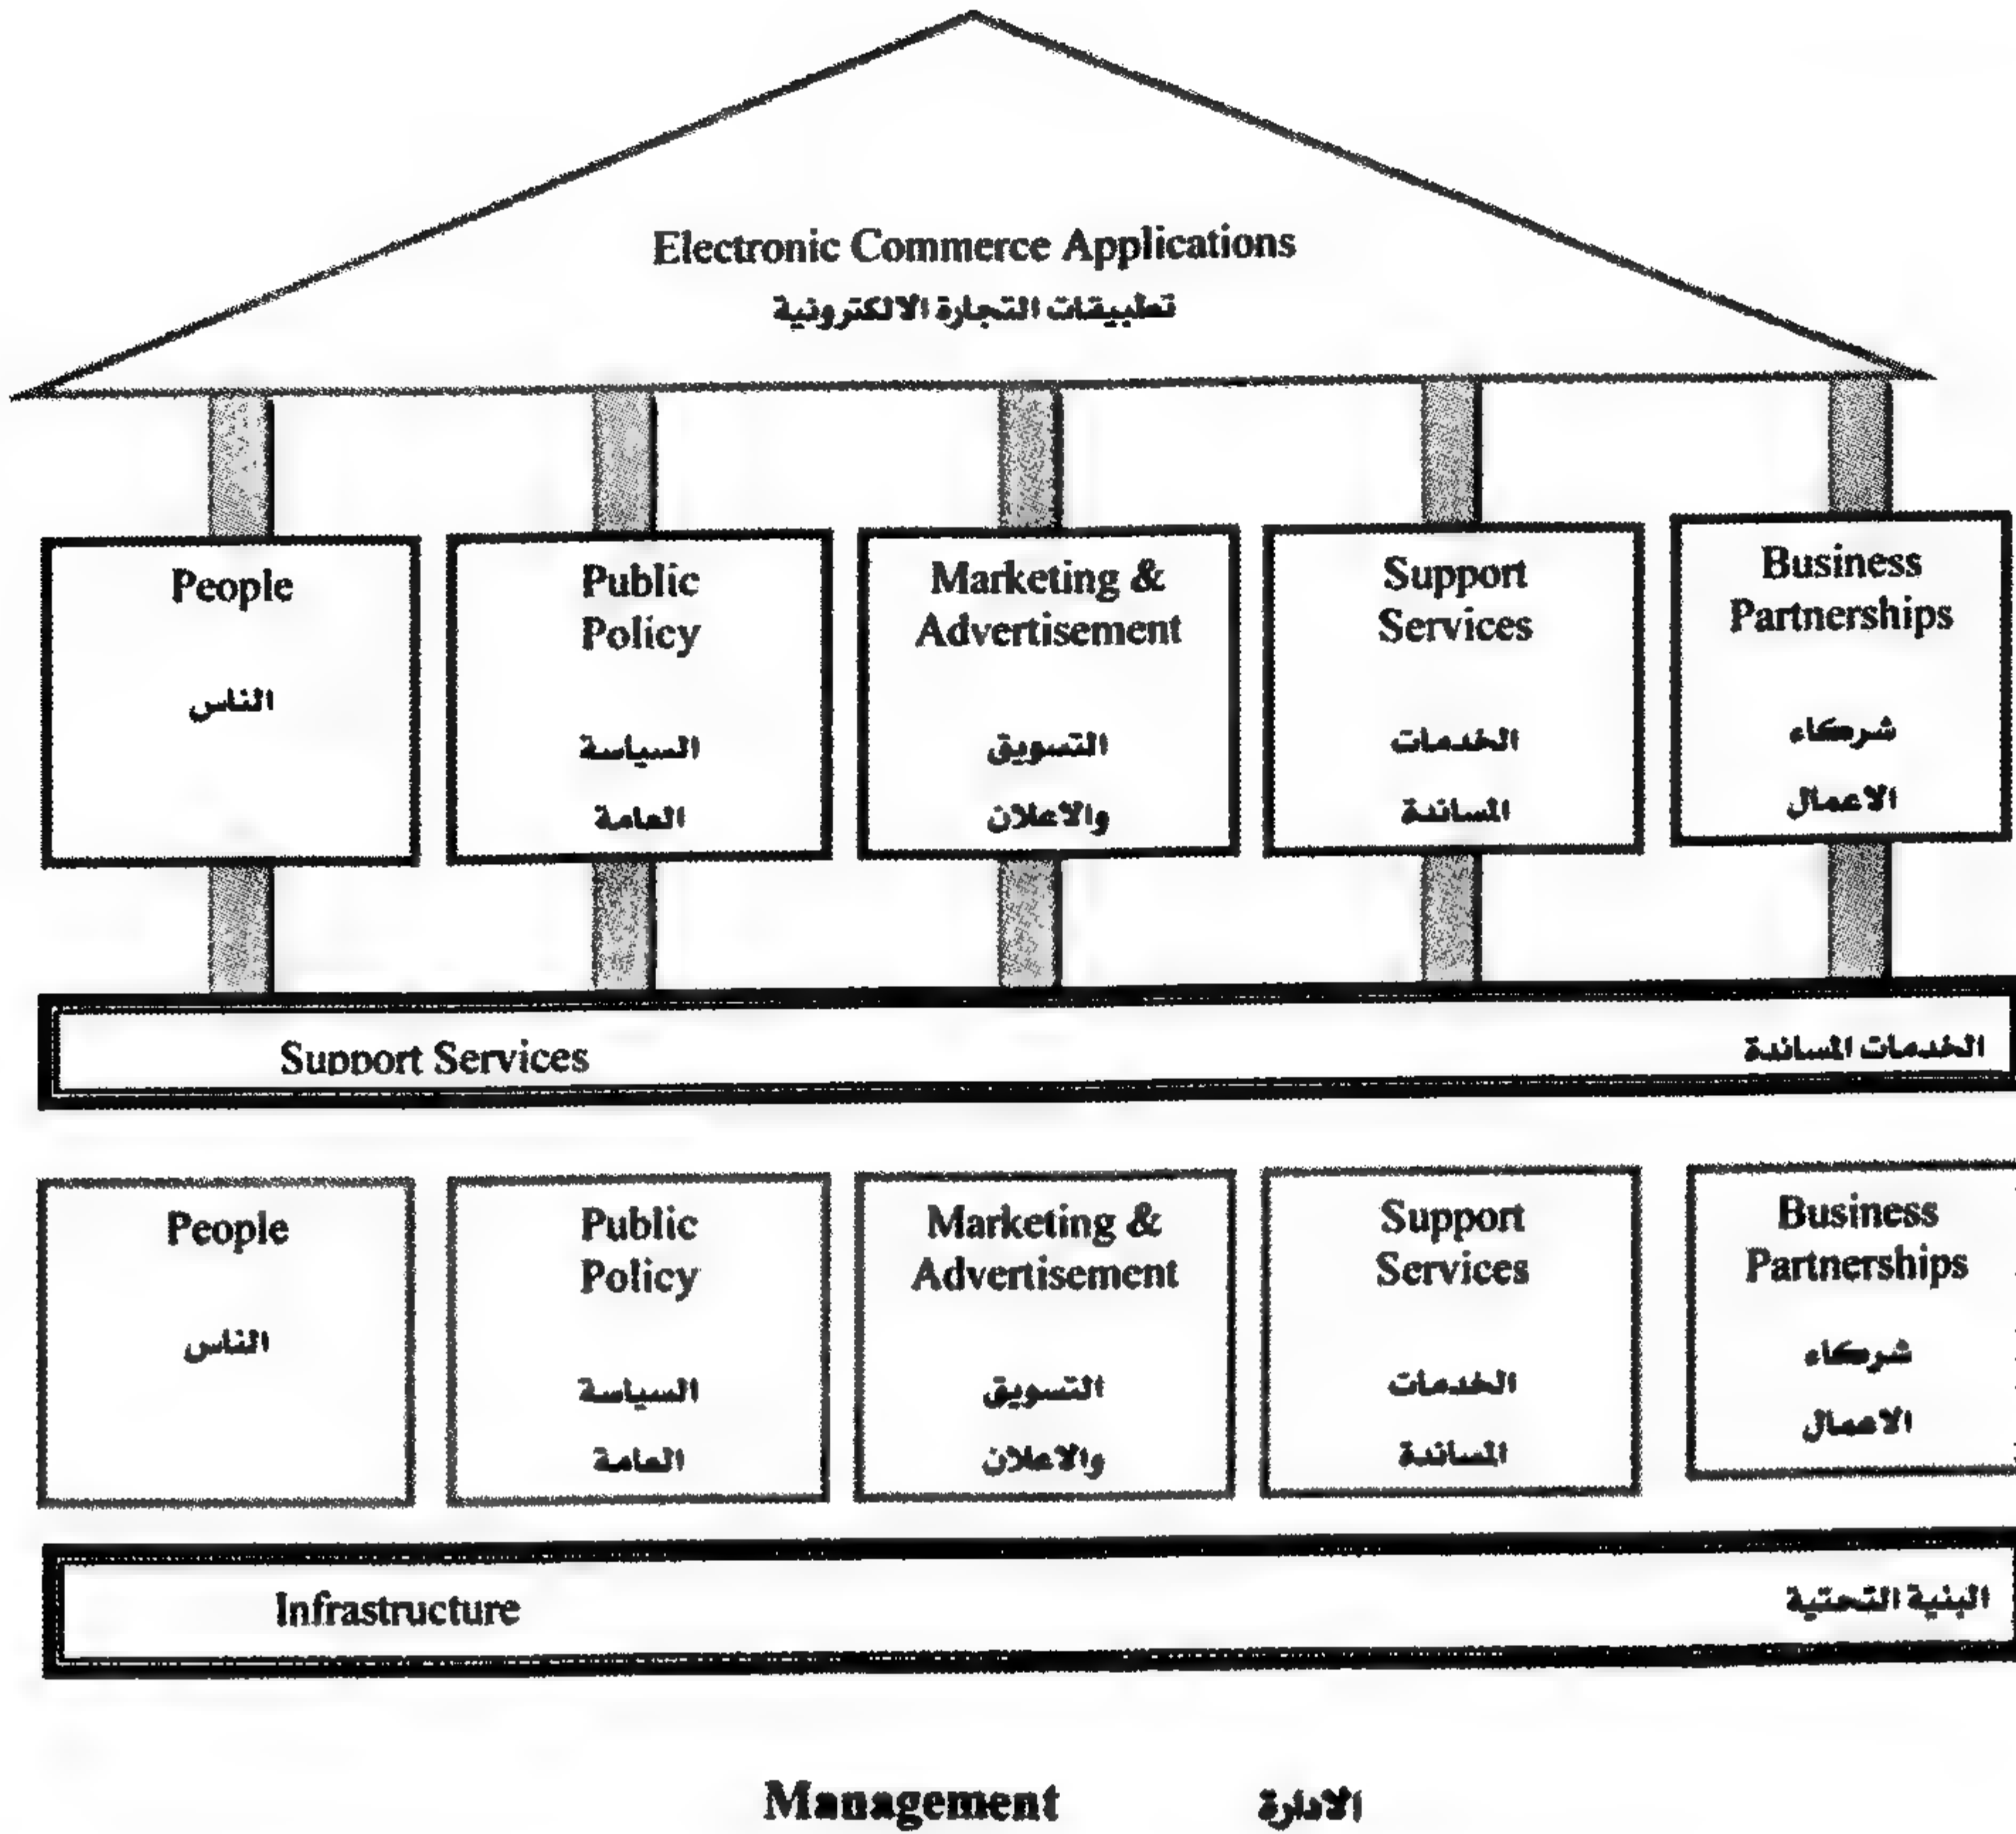 Electronic Commerce Applications
تطبيقات التجارة الالكترونية
People
الناس
Public
Policy
السياسة
العامة
Marketing &
Advertisement
التسويق
والاعلان
Support
Services
الخدمات
المساندة
Business
Partnerships
شركاء
الاعمال
Support Services
الخدمات المساندة
People
الناس
Public
Policy
السياسة
العامة
Marketing &
Advertisement
التسويق
والاعلان
Support
Services
الخدمات
المساندة
Business
Partnerships
شركاء
الاعمال
Infrastructure
البنية التحتية
Management الادارة